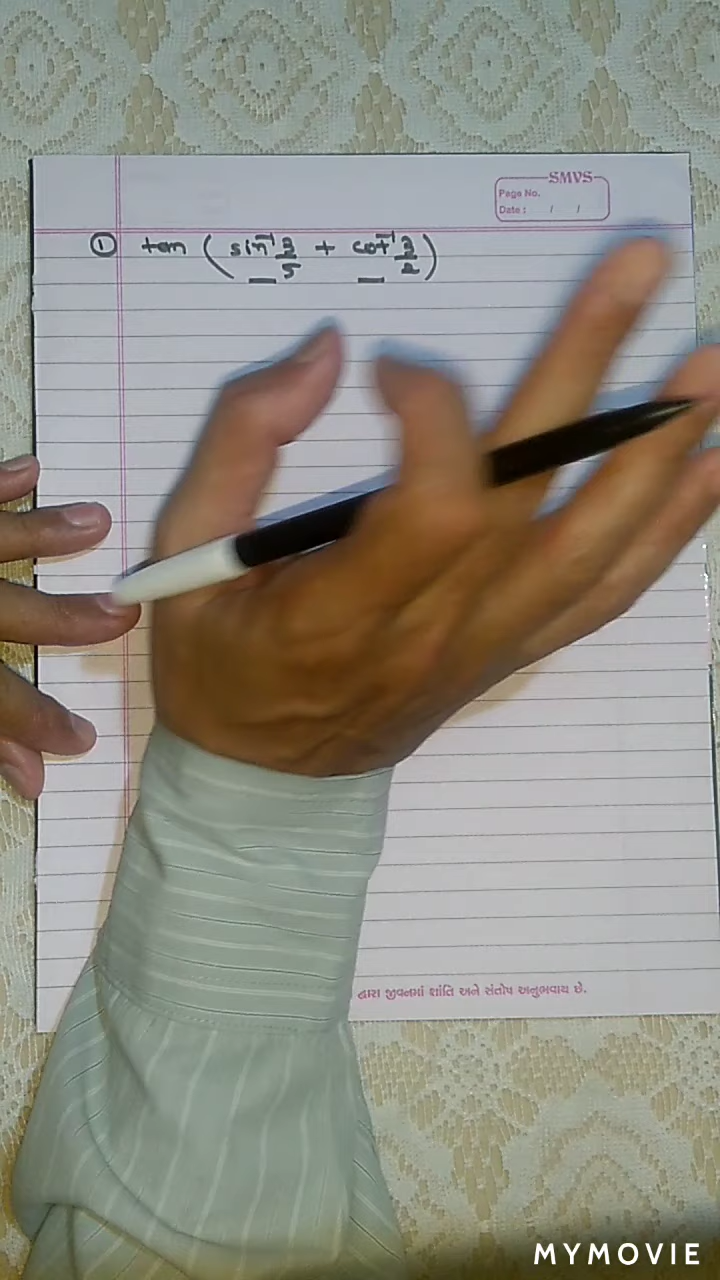 SMVS
Page No.
Date : / /
① tan ( sin⁻¹ 3/5 + cot⁻¹ 3/2 )
દ્વારા જીવનમાં શાંતિ અને સંતોષ અનુભવાય છે.
MYMOVIE